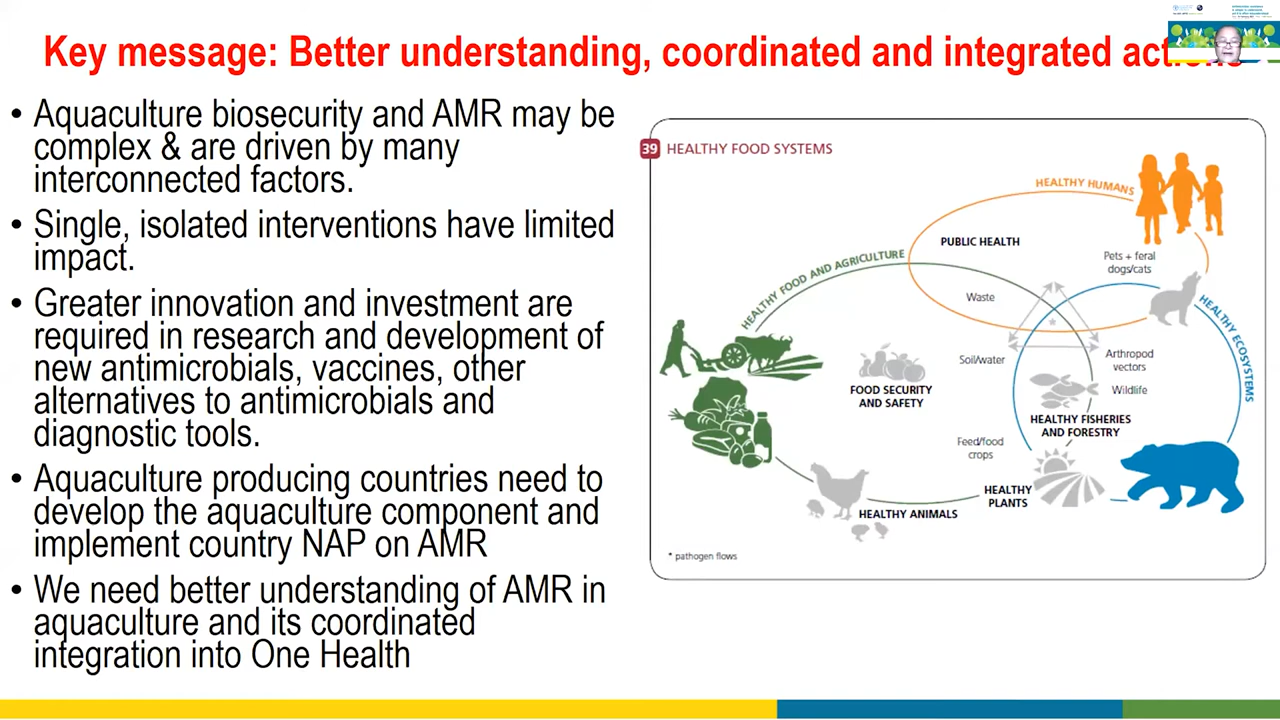 Key message: Better understanding, coordinated and integrated actions
• Aquaculture biosecurity and AMR may be
complex & are driven by many
interconnected factors.
• Single, isolated interventions have limited
impact.
• Greater innovation and investment are
required in research and development of
new antimicrobials, vaccines, other
alternatives to antimicrobials and
diagnostic tools.
• Aquaculture producing countries need to
develop the aquaculture component and
implement country NAP on AMR
• We need better understanding of AMR in
aquaculture and its coordinated
integration into One Health
39 HEALTHY FOOD SYSTEMS
HEALTHY HUMANS
PUBLIC HEALTH
Pets + feral
dogs/cats
HEALTHY FOOD AND AGRICULTURE
Waste
HEALTHY ECOSYSTEMS
*
Soil/water
Arthropod
vectors
FOOD SECURITY
AND SAFETY
Wildlife
HEALTHY FISHERIES
AND FORESTRY
Feed/food
crops
HEALTHY
PLANTS
HEALTHY ANIMALS
* pathogen flows